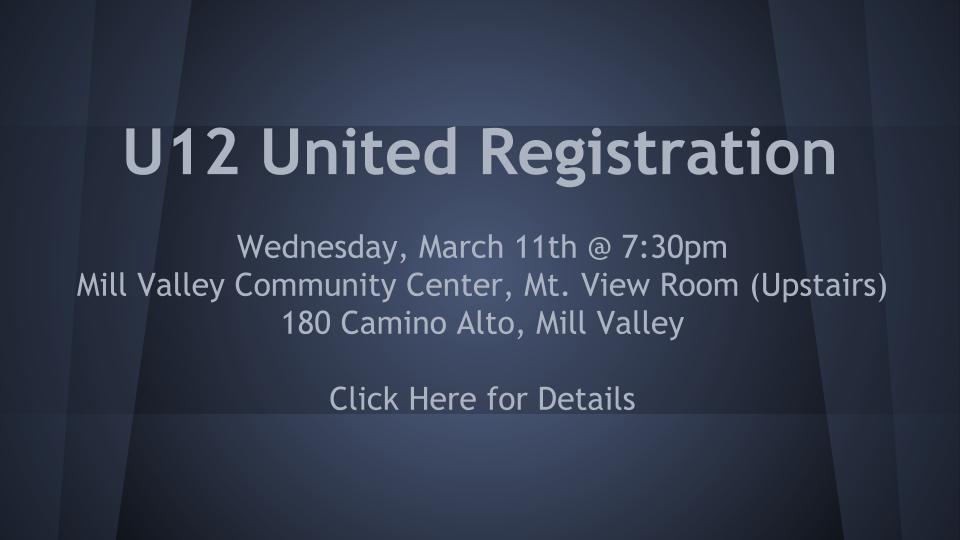 U12 United Registration
Wednesday, March 11th @ 7:30pm
Mill Valley Community Center, Mt. View Room (Upstairs)
180 Camino Alto, Mill Valley
Click Here for Details